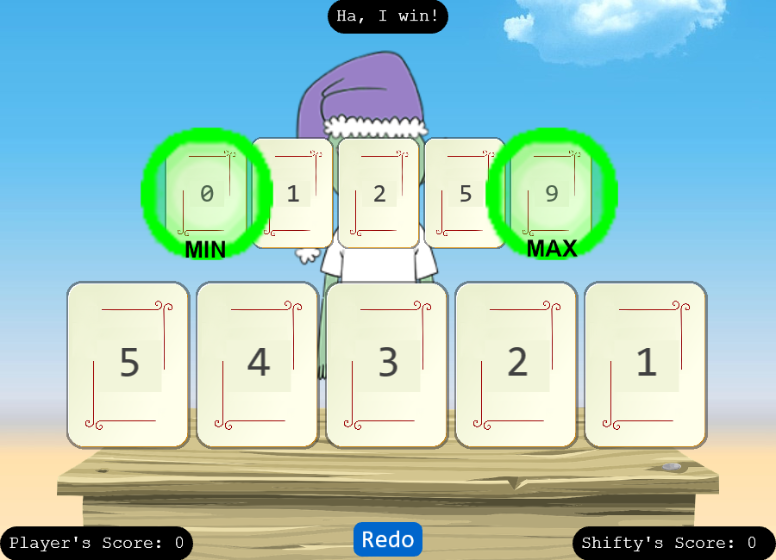 Ha, I win!
0 1 2 5 9
MIN MAX
5 4 3 2 1
Player's Score: 0
Redo
Shifty's Score: 0